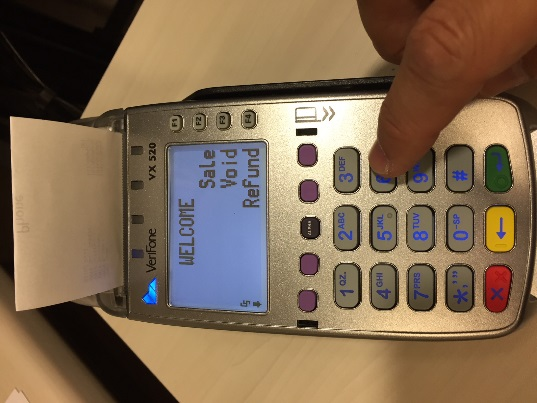 VeriFone
VX 520
F1
F2
F3
F4
WELCOME
Sale
Void
Refund
1 QZ.
2 ABC
3 DEF
4 GHI
5 JKL
7 PRS
8 TUV
9
*,'"
0-SP
#